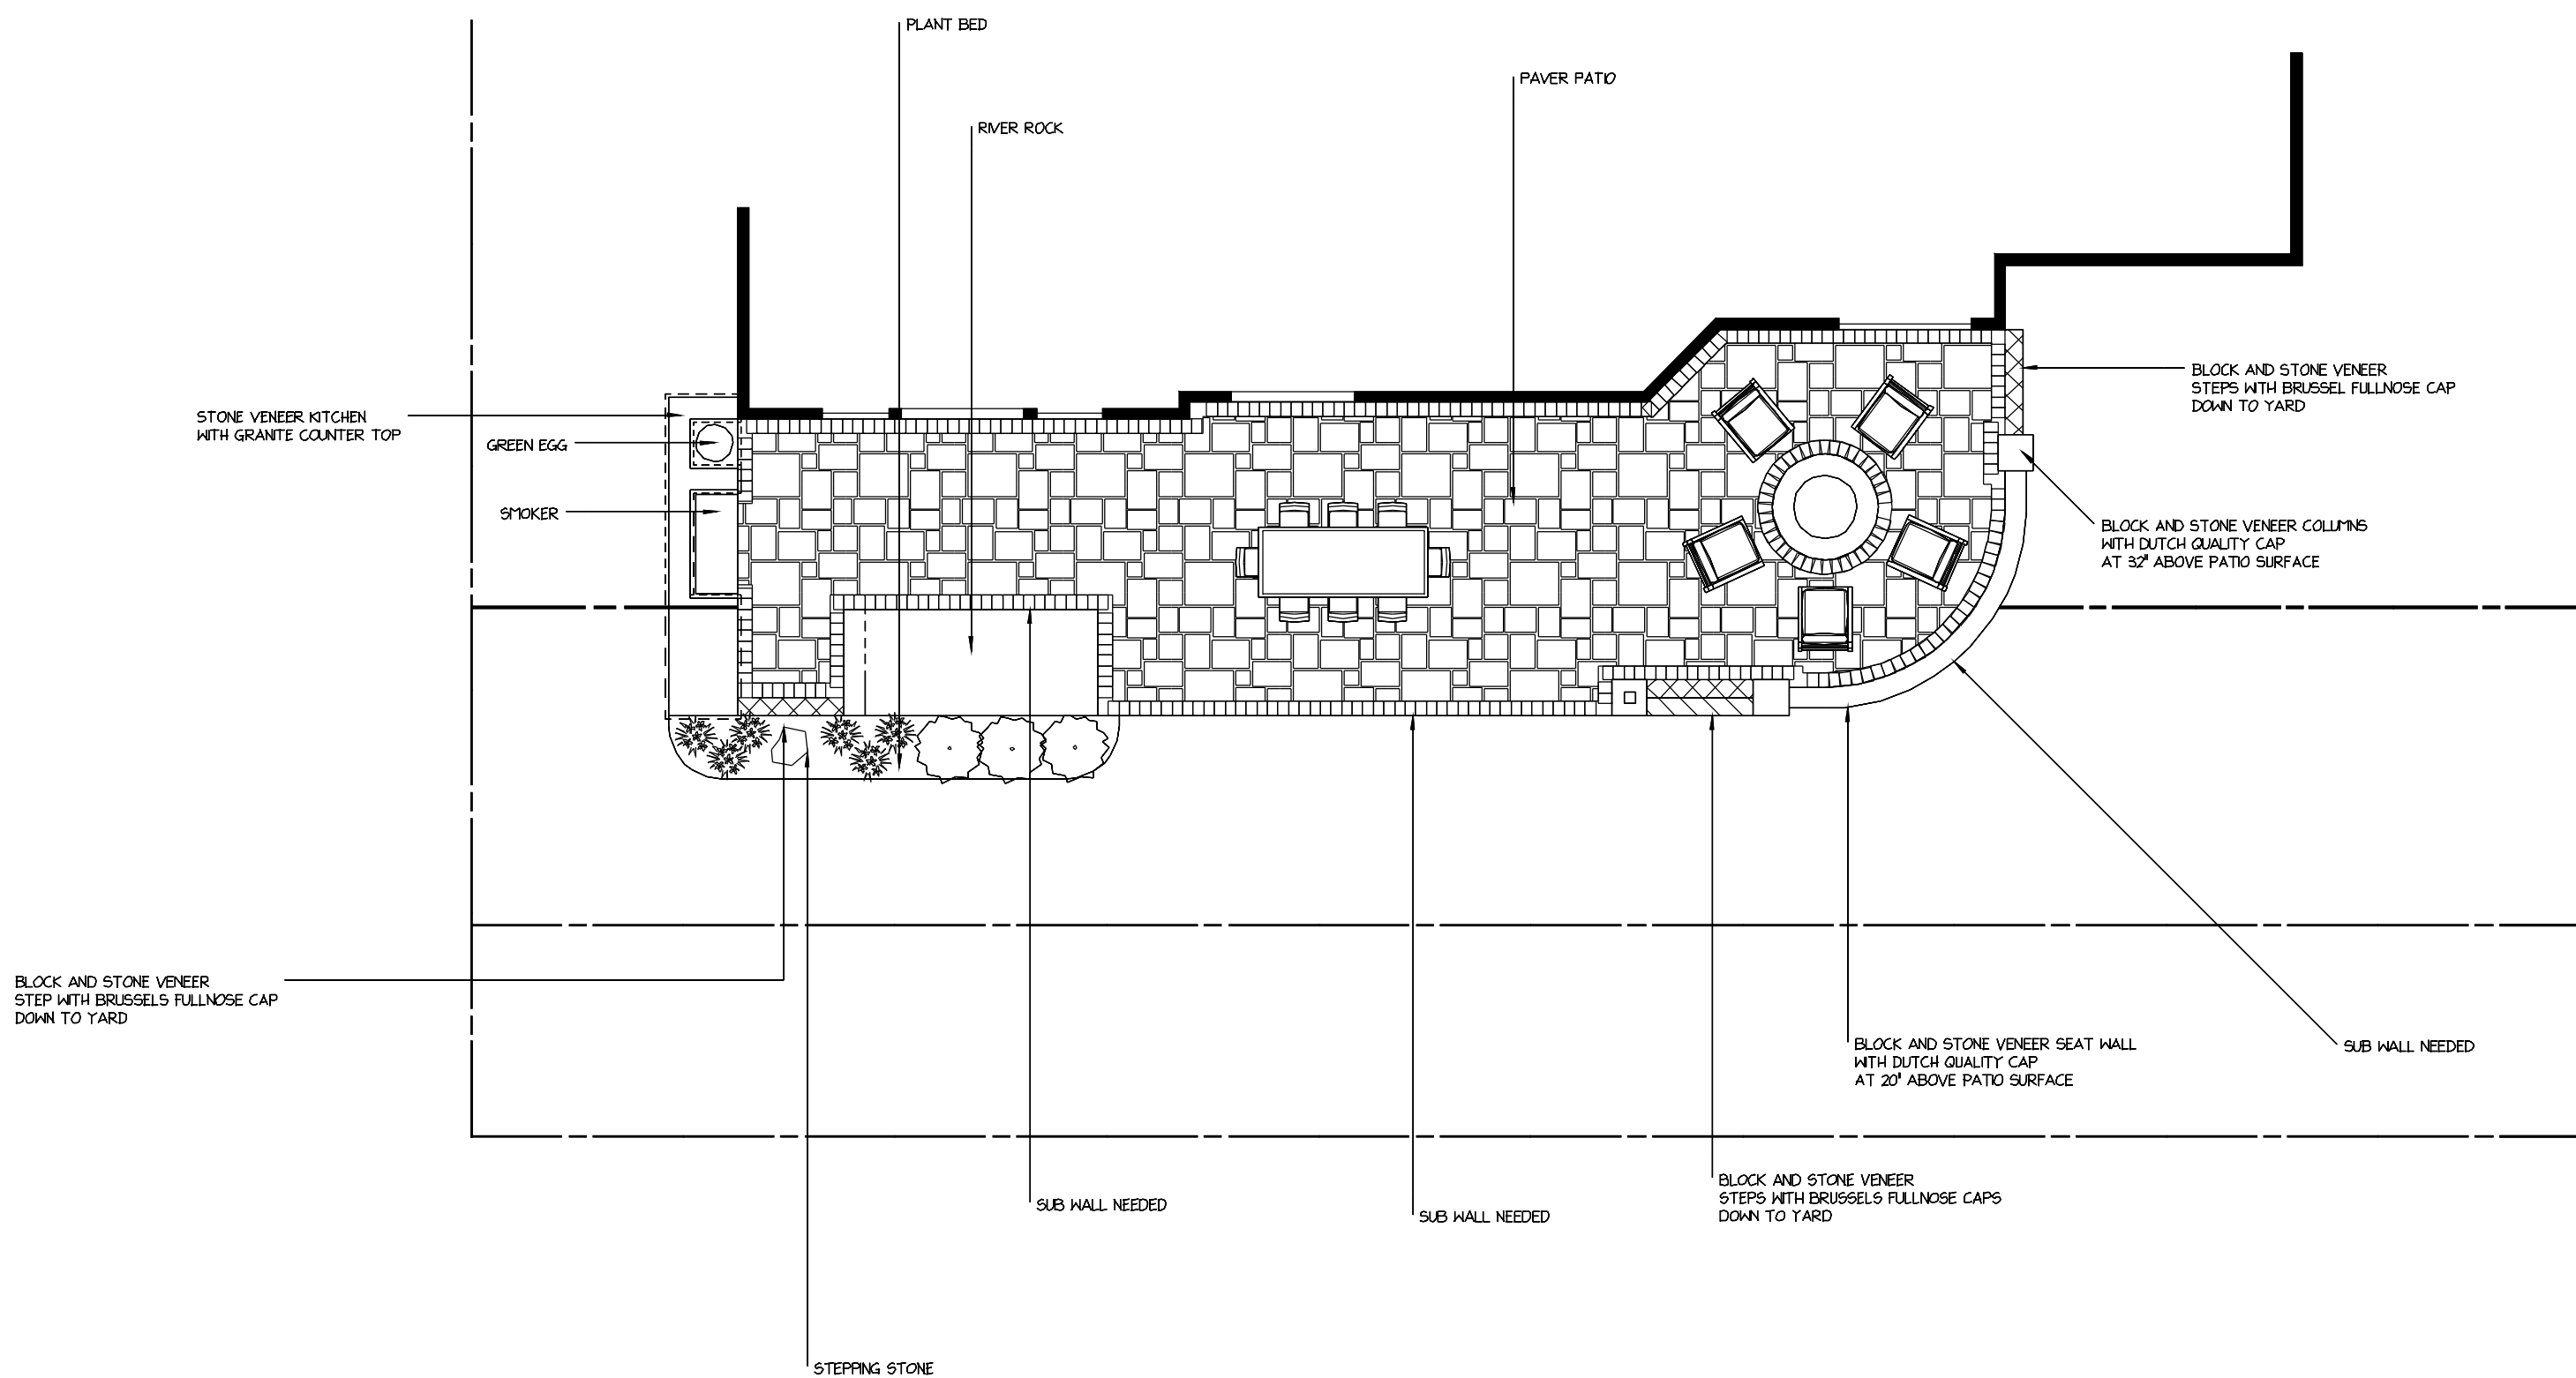 PLANT BED
PAVER PATIO
RIVER ROCK
BLOCK AND STONE VENEER
STEPS WITH BRUSSEL FULLNOSE CAP
DOWN TO YARD
STONE VENEER KITCHEN
WITH GRANITE COUNTER TOP
GREEN EGG
SMOKER
BLOCK AND STONE VENEER COLUMNS
WITH DUTCH QUALITY CAP
AT 32" ABOVE PATIO SURFACE
BLOCK AND STONE VENEER
STEP WITH BRUSSELS FULLNOSE CAP
DOWN TO YARD
BLOCK AND STONE VENEER SEAT WALL
WITH DUTCH QUALITY CAP
AT 20" ABOVE PATIO SURFACE
SUB WALL NEEDED
BLOCK AND STONE VENEER
STEPS WITH BRUSSELS FULLNOSE CAPS
DOWN TO YARD
SUB WALL NEEDED
SUB WALL NEEDED
STEPPING STONE